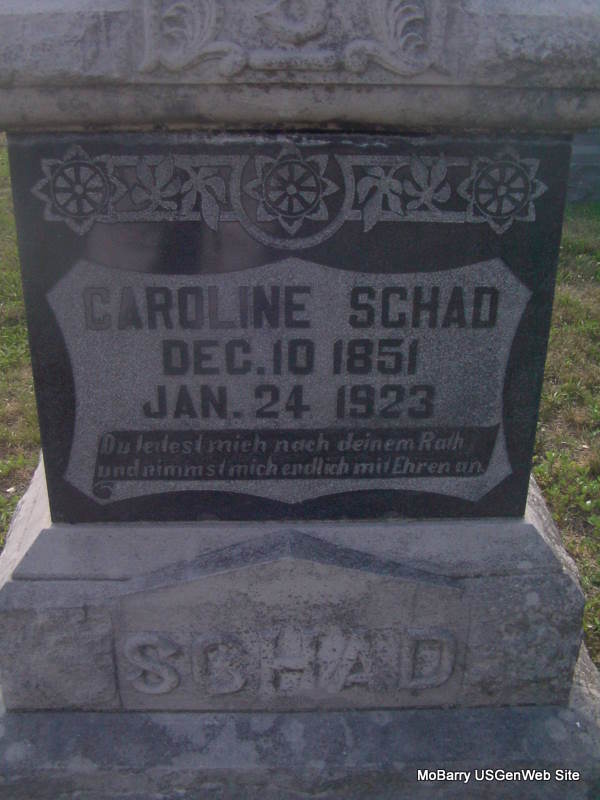 CAROLINE SCHAD
DEC. 10 1851
JAN. 24 1923
Du leitest mich nach deinem Rath
und nimmst mich endlich mit Ehren an.
SCHAD
MoBarry USGenWeb Site